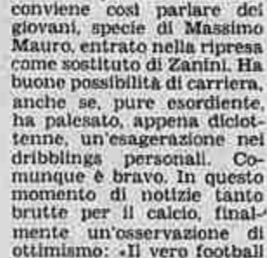 conviene così parlare dei
giovani, specie di Massimo
Mauro, entrato nella ripresa
come sostituto di Zanini. Ha
buone possibilità di carriera,
anche se, pure esordiente,
ha palesato, appena diciot-
tenne, un'esagerazione nei
dribblings personali. Co-
munque è bravo. In questo
momento di notizie tanto
brutte per il calcio, final-
mente un'osservazione di
ottimismo: «Il vero football